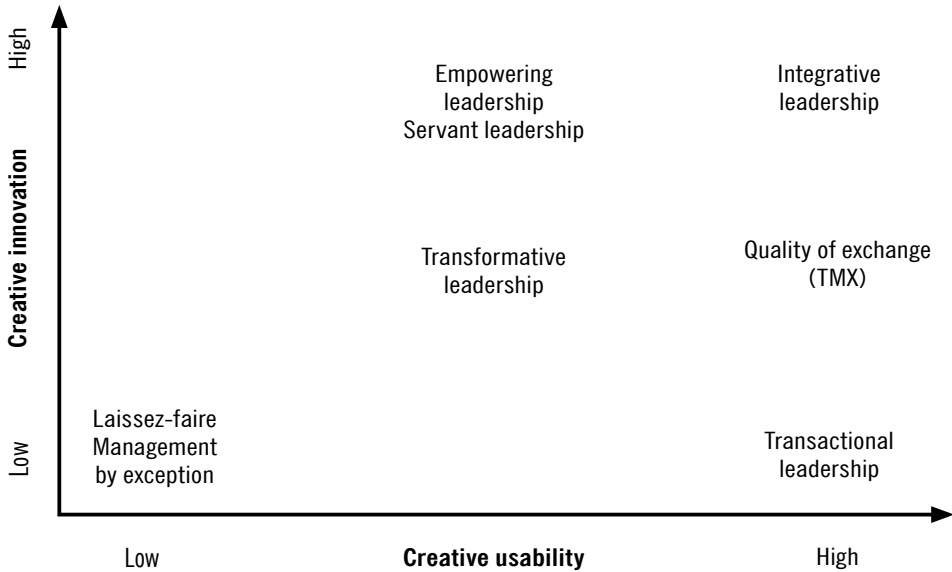 High
Creative innovation
Low
Empowering
leadership
Servant leadership
Integrative
leadership
Transformative
leadership
Quality of exchange
(TMX)
Laissez-faire
Management
by exception
Transactional
leadership
Low
Creative usability
High